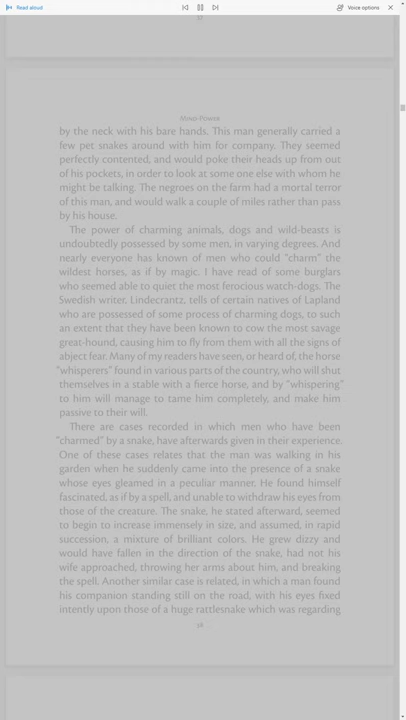 Read aloud
Voice options
Mind-Power
by the neck with his bare hands. This man generally carried a
few pet snakes around with him for company. They seemed
perfectly contented, and would poke their heads up from out
of his pockets, in order to look at some one else with whom he
might be talking. The negroes on the farm had a mortal terror
of this man, and would walk a couple of miles rather than pass
by his house.
The power of charming animals, dogs and wild-beasts is
undoubtedly possessed by some men, in varying degrees. And
nearly everyone has known of men who could "charm" the
wildest horses, as if by magic. I have read of some burglars
who seemed able to quiet the most ferocious watch-dogs. The
Swedish writer, Lindecrantz, tells of certain natives of Lapland
who are possessed of some process of charming dogs, to such
an extent that they have been known to cow the most savage
great-hound, causing him to fly from them with all the signs of
abject fear. Many of my readers have seen, or heard of, the horse
"whisperers" found in various parts of the country, who will shut
themselves in a stable with a fierce horse, and by "whispering"
to him will manage to tame him completely, and make him
passive to their will.
There are cases recorded in which men who have been
"charmed" by a snake, have afterwards given in their experience.
One of these cases relates that the man was walking in his
garden when he suddenly came into the presence of a snake
whose eyes gleamed in a peculiar manner. He found himself
fascinated, as if by a spell, and unable to withdraw his eyes from
those of the creature. The snake, he stated afterward, seemed
to begin to increase immensely in size, and assumed, in rapid
succession, a mixture of brilliant colors. He grew dizzy and
would have fallen in the direction of the snake, had not his
wife approached, throwing her arms about him, and breaking
the spell. Another similar case is related, in which a man found
his companion standing still on the road, with his eyes fixed
intently upon those of a huge rattlesnake which was regarding